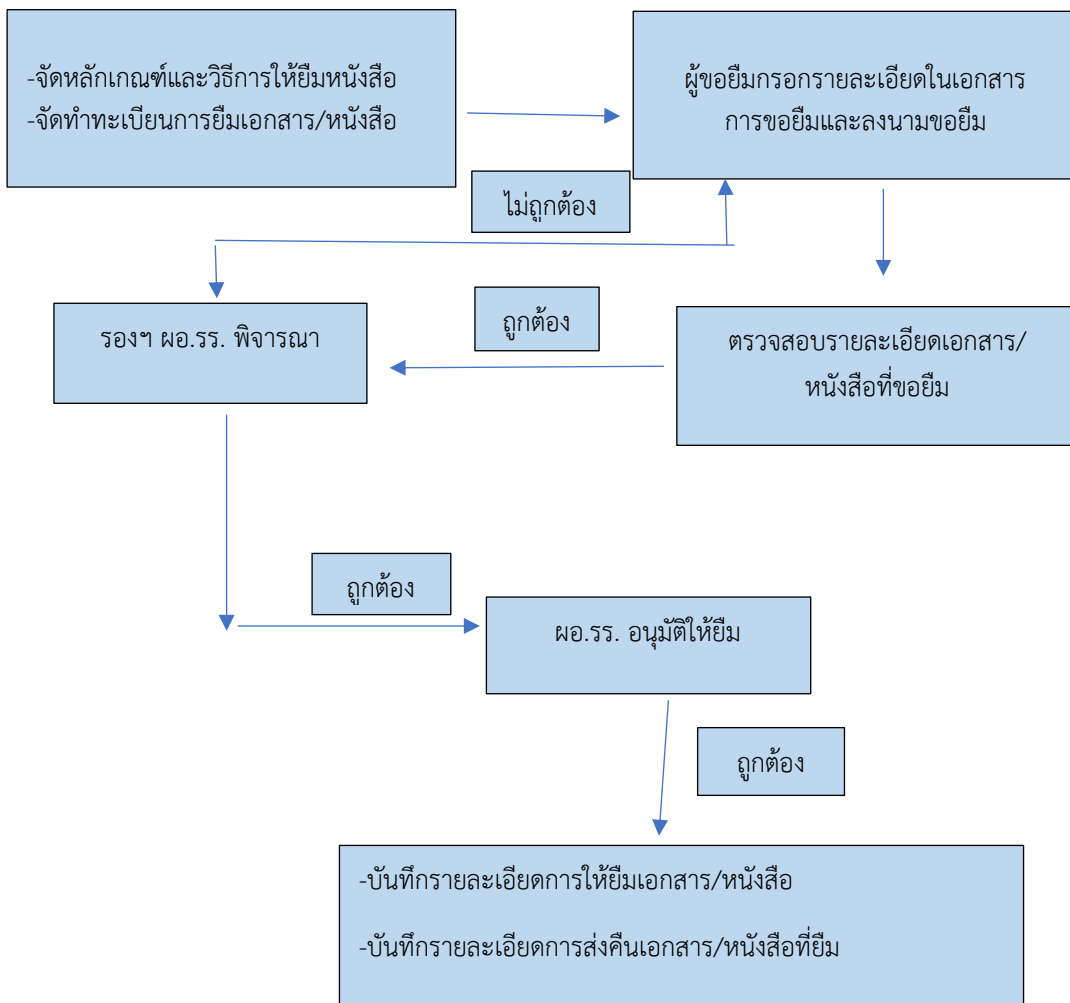 -จัดหลักเกณฑ์และวิธีการให้ยืมหนังสือ
-จัดทำทะเบียนการยืมเอกสาร/หนังสือ
ผู้ขอยืมกรอกรายละเอียดในเอกสาร
การขอยืมและลงนามขอยืม
ไม่ถูกต้อง
รองฯ ผอ.รร. พิจารณา
ถูกต้อง
ตรวจสอบรายละเอียดเอกสาร/
หนังสือที่ขอยืม
ถูกต้อง
ผอ.รร. อนุมัติให้ยืม
ถูกต้อง
-บันทึกรายละเอียดการให้ยืมเอกสาร/หนังสือ
-บันทึกรายละเอียดการส่งคืนเอกสาร/หนังสือที่ยืม